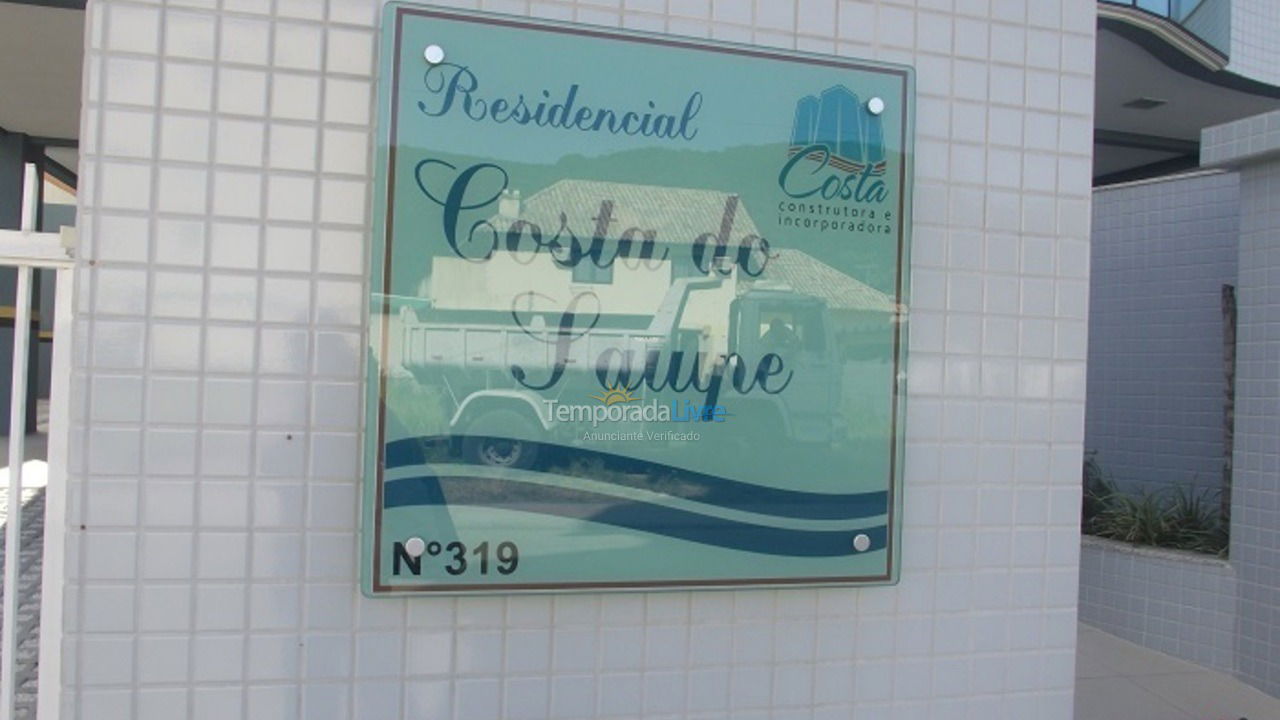 Residencial
Costa do
Sauipe
Costa
construtora e
incorporadora
TemporadaLivre
Anunciante Verificado
N°319